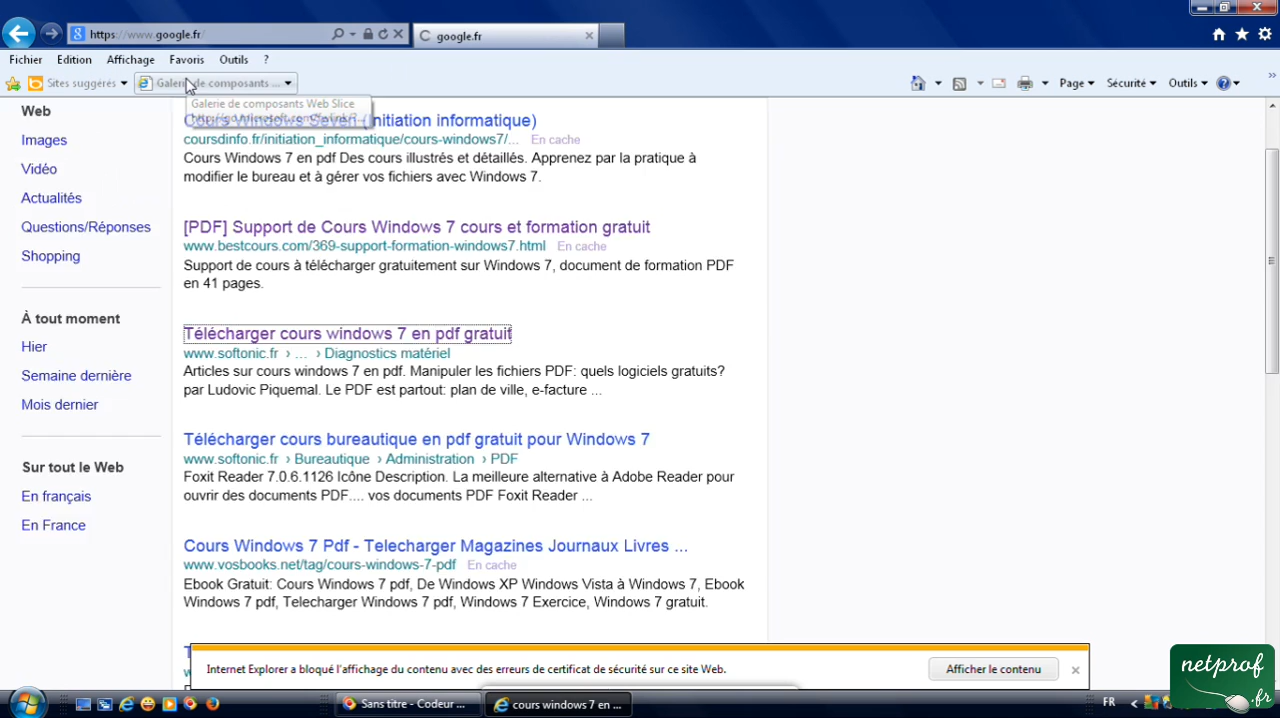 https://www.google.fr/
google.fr
Fichier Edition Affichage Favoris Outils ?
Sites suggérés Galerie de composants ... Page Sécurité Outils
Galerie de composants Web Slice
Web
Images
Vidéo
Actualités
Questions/Réponses
Shopping
À tout moment
Hier
Semaine dernière
Mois dernier
Sur tout le Web
En français
En France
Cours Windows Seven (Initiation informatique)
coursdinfo.fr/initiation_informatique/cours-windows7/... En cache
Cours Windows 7 en pdf Des cours illustrés et détaillés. Apprenez par la pratique à
modifier le bureau et à gérer vos fichiers avec Windows 7.
[PDF] Support de Cours Windows 7 cours et formation gratuit
www.bestcours.com/369-support-formation-windows7.html En cache
Support de cours à télécharger gratuitement sur Windows 7, document de formation PDF
en 41 pages.
Télécharger cours windows 7 en pdf gratuit
www.softonic.fr › ... › Diagnostics matériel
Articles sur cours windows 7 en pdf. Manipuler les fichiers PDF: quels logiciels gratuits?
par Ludovic Piquemal. Le PDF est partout: plan de ville, e-facture ...
Télécharger cours bureautique en pdf gratuit pour Windows 7
www.softonic.fr › Bureautique › Administration › PDF
Foxit Reader 7.0.6.1126 Icône Description. La meilleure alternative à Adobe Reader pour
ouvrir des documents PDF.... vos documents PDF Foxit Reader ...
Cours Windows 7 Pdf - Telecharger Magazines Journaux Livres ...
www.vosbooks.net/tag/cours-windows-7-pdf En cache
Ebook Gratuit: Cours Windows 7 pdf, De Windows XP Windows Vista à Windows 7, Ebook
Windows 7 pdf, Telecharger Windows 7 pdf, Windows 7 Exercice, Windows 7 gratuit.
Internet Explorer a bloqué l'affichage du contenu avec des erreurs de certificat de sécurité sur ce site Web. Afficher le contenu
netprof
.fr
Sans titre - Codeur ... cours windows 7 en ... FR